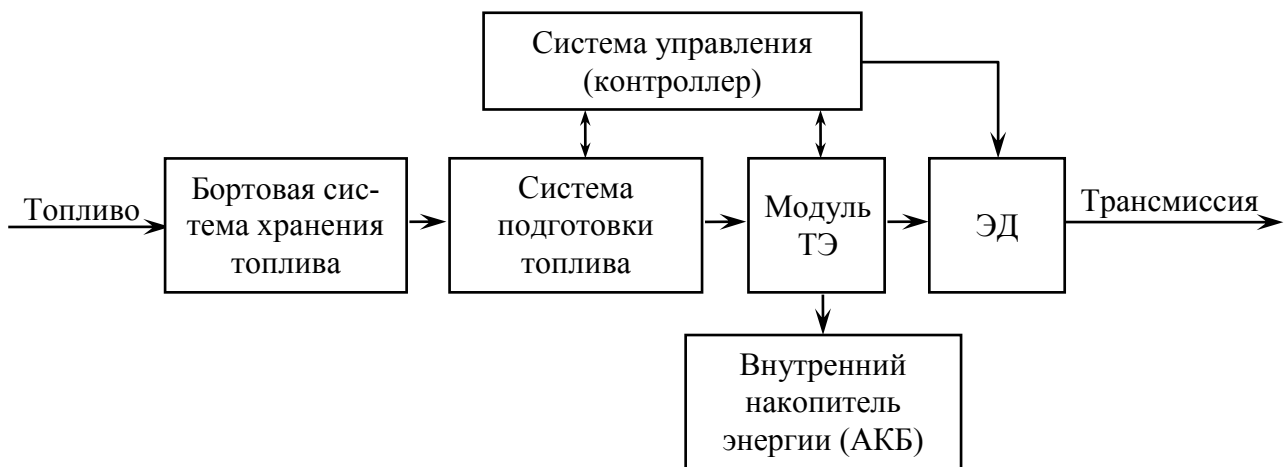 Система управления
(контроллер)
Топливо
Бортовая сис-
тема хранения
топлива
Система
подготовки
топлива
Модуль
ТЭ
ЭД
Трансмиссия
Внутренний
накопитель
энергии (АКБ)